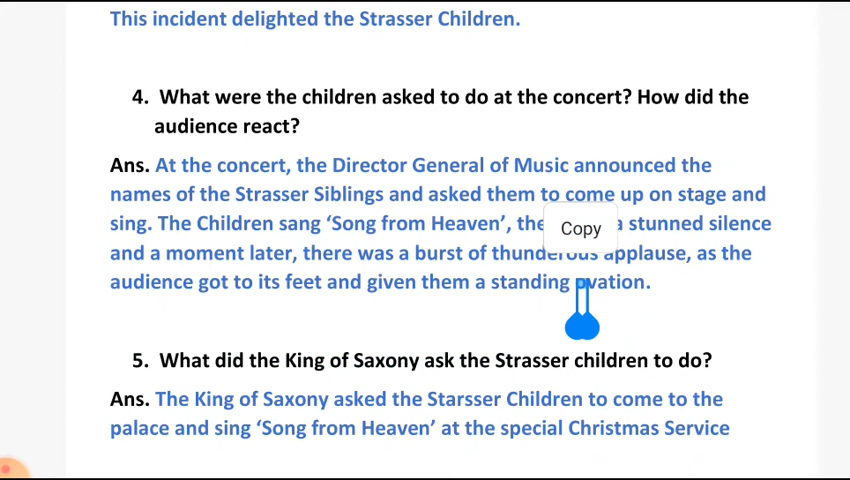 This incident delighted the Strasser Children.
4. What were the children asked to do at the concert? How did the
audience react?
Ans. At the concert, the Director General of Music announced the
names of the Strasser Siblings and asked them to come up on stage and
sing. The Children sang ‘Song from Heaven’, a stunned silence
Copy
and a moment later, there was a burst of thunderous applause, as the
audience got to its feet and given them a standing ovation.
5. What did the King of Saxony ask the Strasser children to do?
Ans. The King of Saxony asked the Starsser Children to come to the
palace and sing ‘Song from Heaven’ at the special Christmas Service